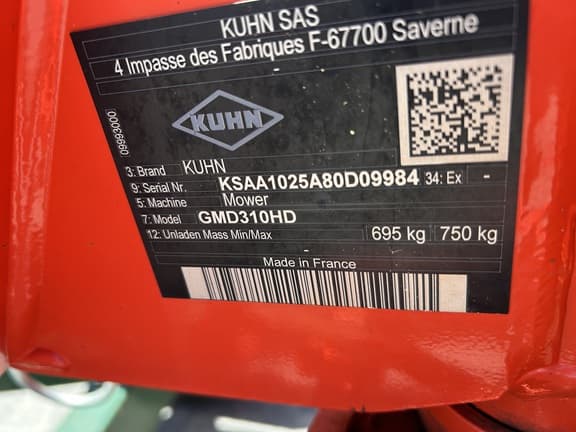 KUHN SAS
4 Impasse des Fabriques F-67700 Saverne
KUHN
09993000
3: Brand KUHN
9: Serial Nr. KSAA1025A80D09984 34: Ex -
5: Machine Mower
7: Model GMD310HD
12: Unladen Mass Min/Max 695 kg 750 kg
Made in France